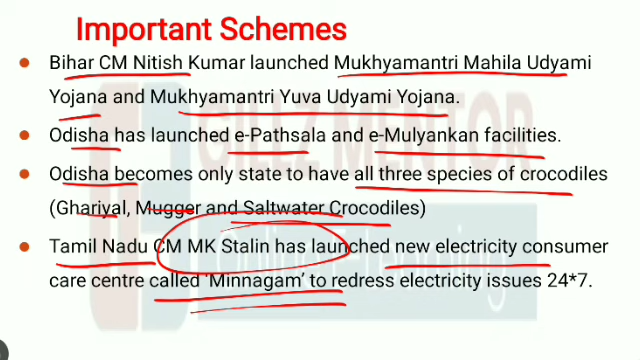 Important Schemes
• Bihar CM Nitish Kumar launched Mukhyamantri Mahila Udyami
Yojana and Mukhyamantri Yuva Udyami Yojana.
• Odisha has launched e-Pathsala and e-Mulyankan facilities.
• Odisha becomes only state to have all three species of crocodiles
(Ghariyal, Mugger and Saltwater Crocodiles)
• Tamil Nadu CM MK Stalin has launched new electricity consumer
care centre called ‘Minnagam’ to redress electricity issues 24*7.